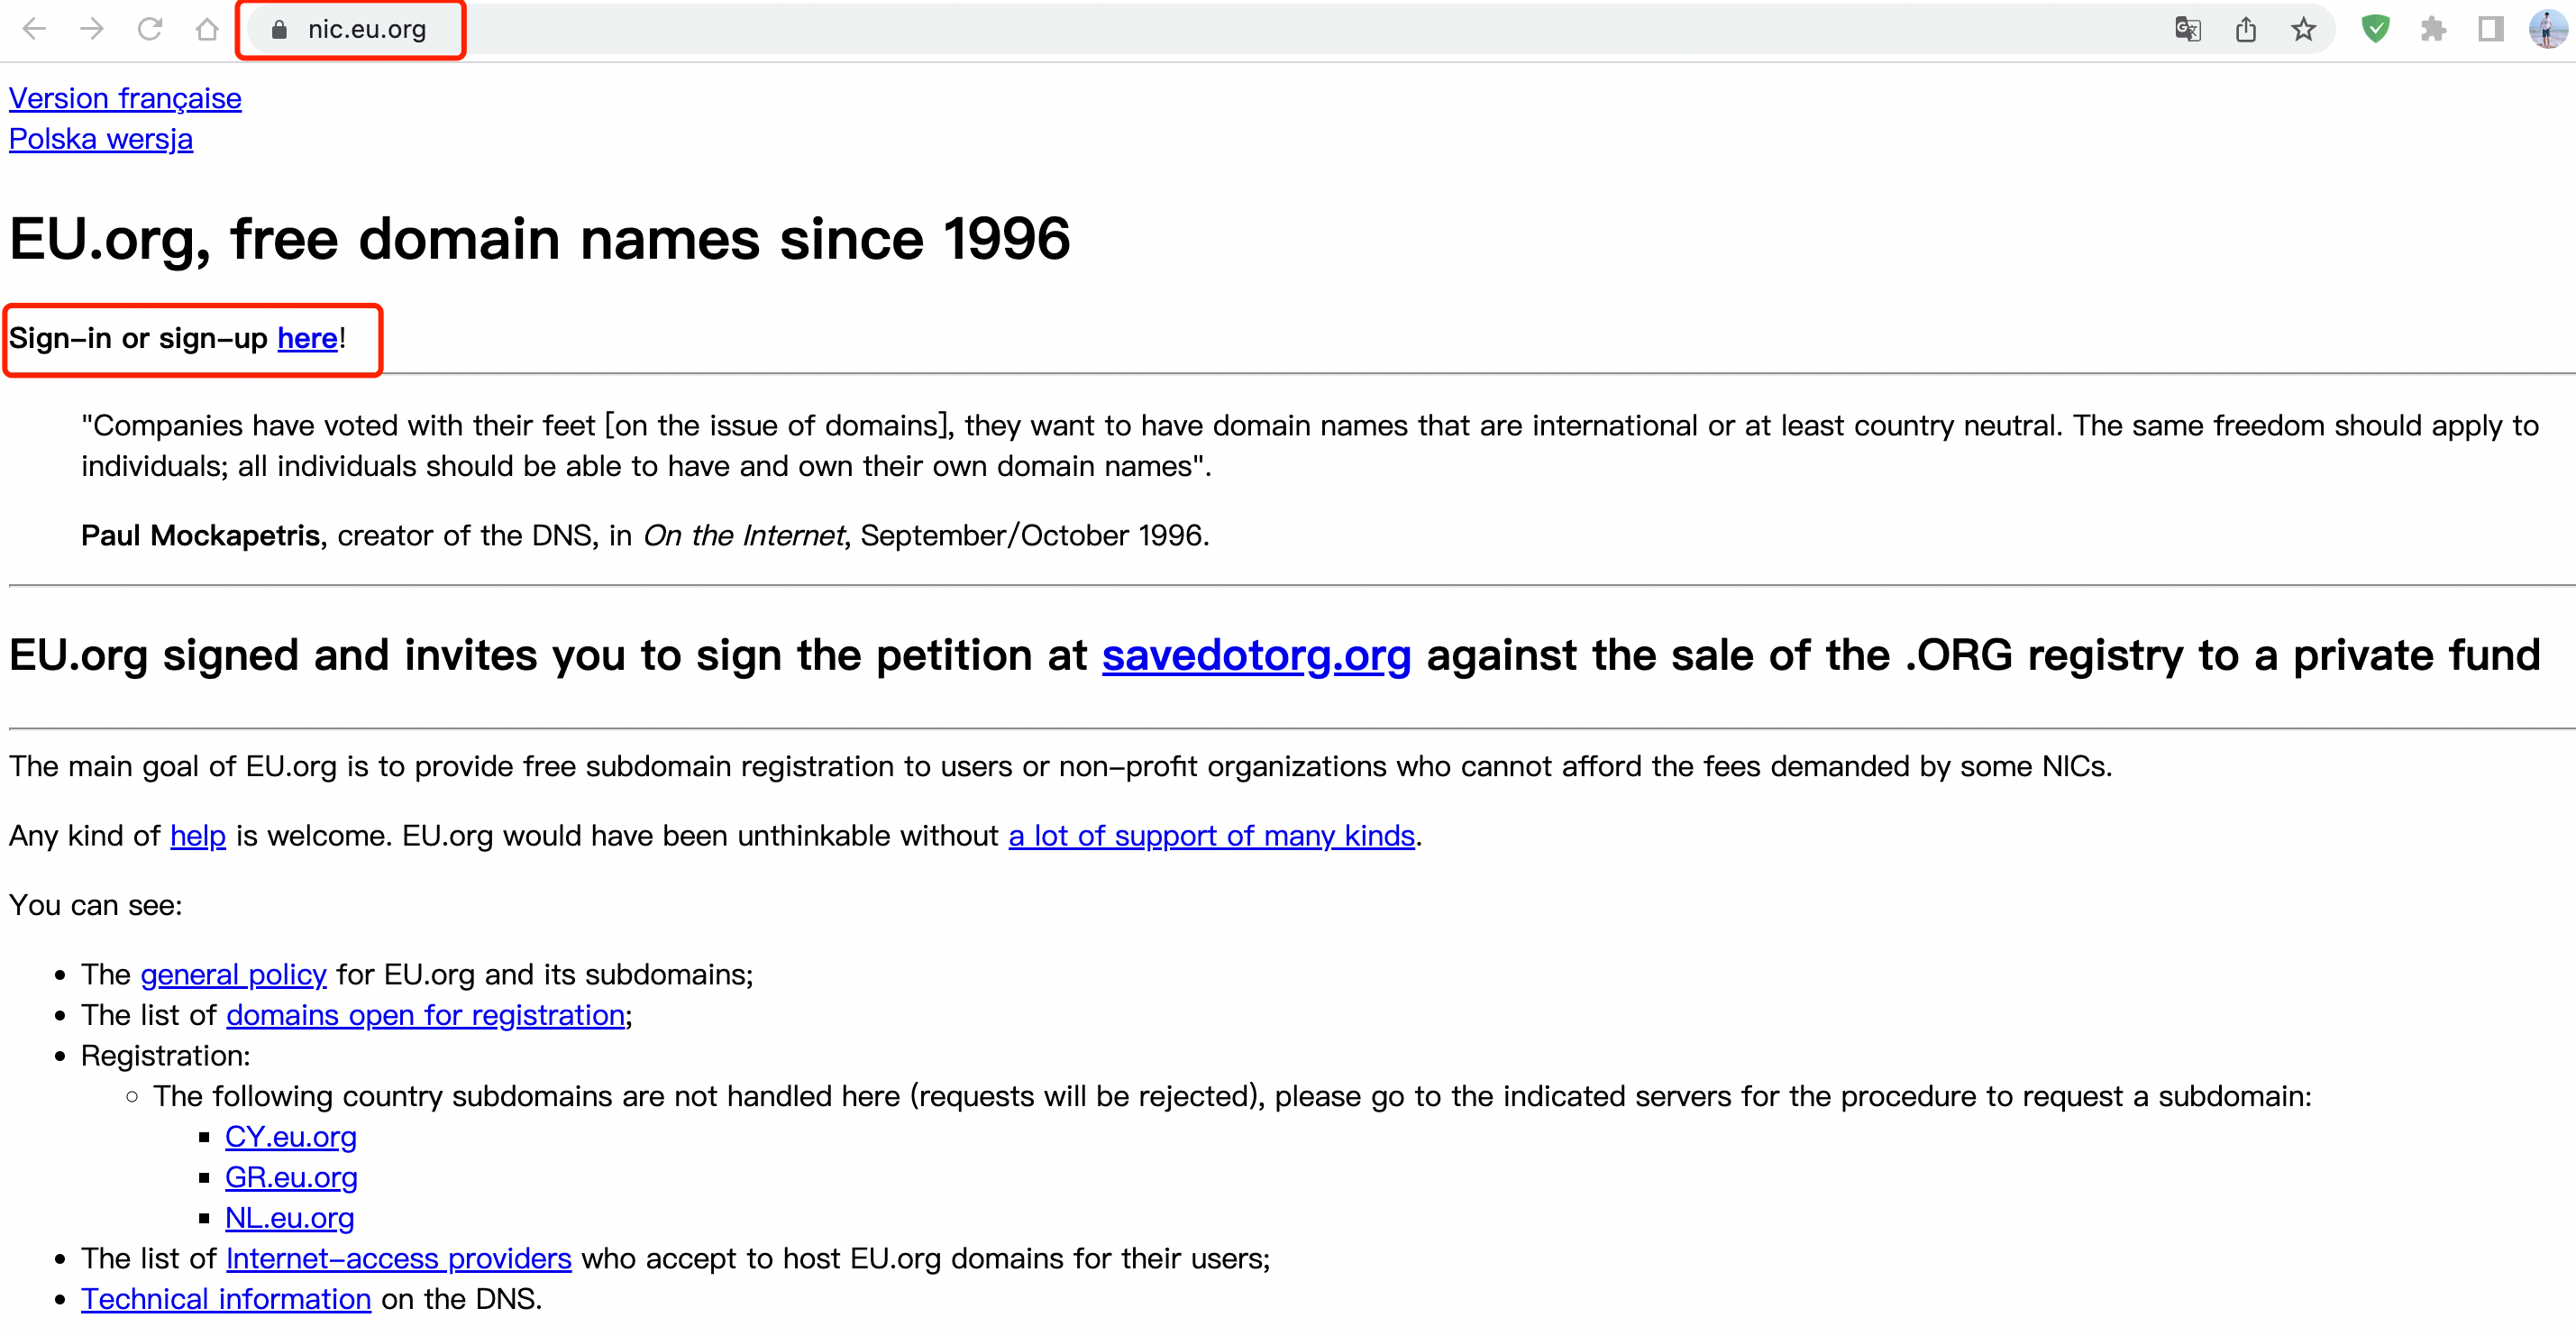 nic.eu.org
Version française
Polska wersja
EU.org, free domain names since 1996
Sign-in or sign-up here!
"Companies have voted with their feet [on the issue of domains], they want to have domain names that are international or at least country neutral. The same freedom should apply to
individuals; all individuals should be able to have and own their own domain names".
Paul Mockapetris, creator of the DNS, in On the Internet, September/October 1996.
EU.org signed and invites you to sign the petition at savedotorg.org against the sale of the .ORG registry to a private fund
The main goal of EU.org is to provide free subdomain registration to users or non-profit organizations who cannot afford the fees demanded by some NICs.
Any kind of help is welcome. EU.org would have been unthinkable without a lot of support of many kinds.
You can see:
• The general policy for EU.org and its subdomains;
• The list of domains open for registration;
• Registration:
◦ The following country subdomains are not handled here (requests will be rejected), please go to the indicated servers for the procedure to request a subdomain:
▪ CY.eu.org
▪ GR.eu.org
▪ NL.eu.org
• The list of Internet-access providers who accept to host EU.org domains for their users;
• Technical information on the DNS.